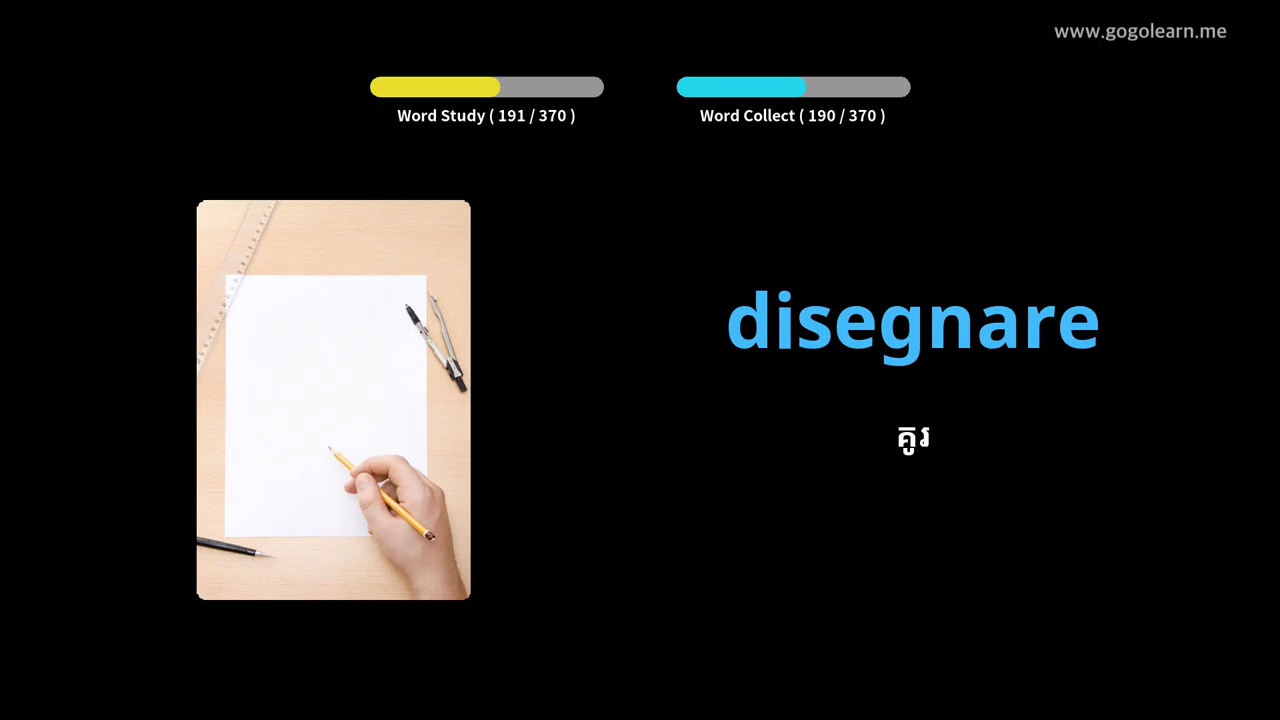 www.gogolearn.me
Word Study ( 191 / 370 )
Word Collect ( 190 / 370 )
disegnare
គូរ